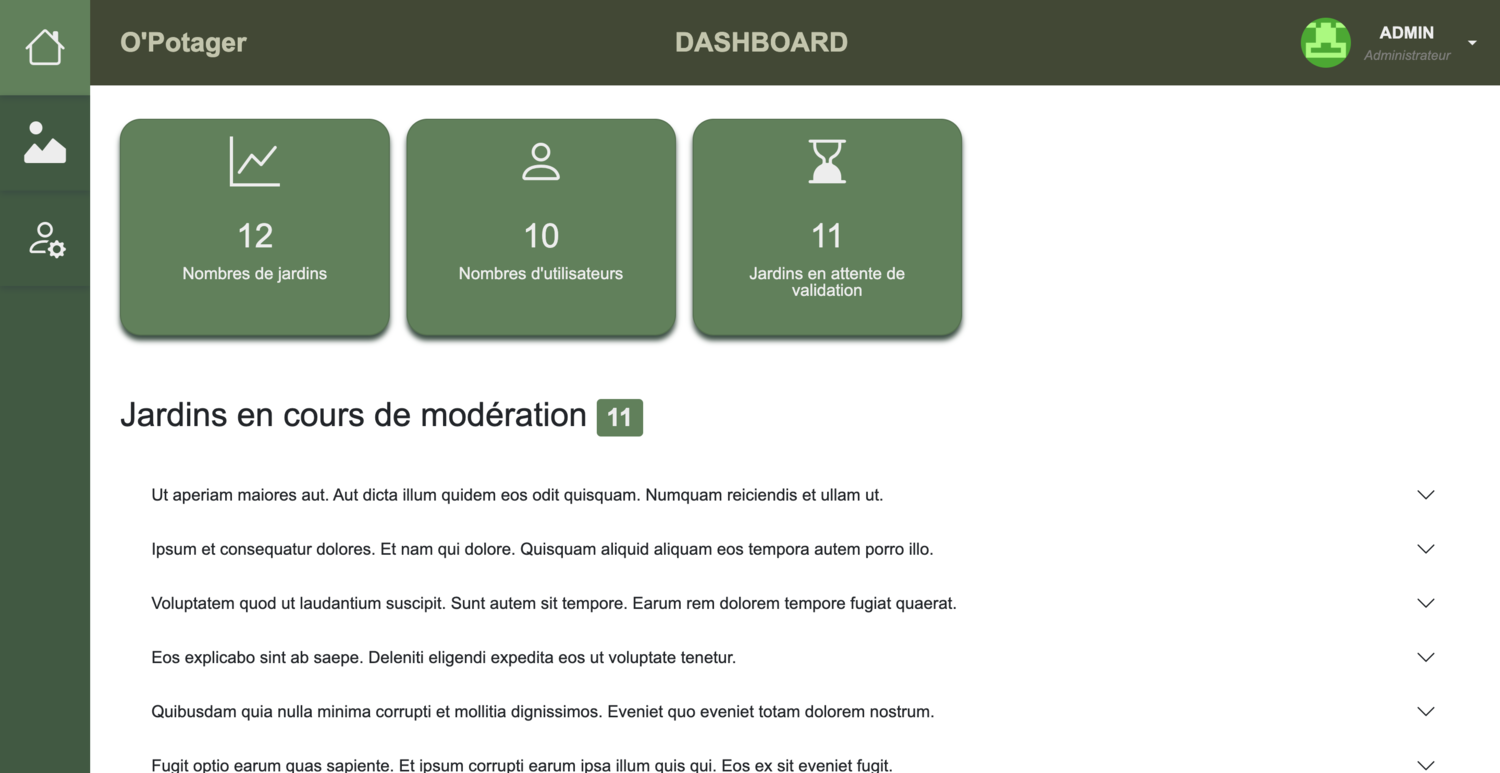 O'Potager
DASHBOARD
ADMIN
Administrateur
12
Nombres de jardins
10
Nombres d'utilisateurs
11
Jardins en attente de
validation
Jardins en cours de modération 11
Ut aperiam maiores aut. Aut dicta illum quidem eos odit quisquam. Numquam reiciendis et ullam ut.
Ipsum et consequatur dolores. Et nam qui dolore. Quisquam aliquid aliquam eos tempora autem porro illo.
Voluptatem quod ut laudantium suscipit. Sunt autem sit tempore. Earum rem dolorem tempore fugiat quaerat.
Eos explicabo sint ab saepe. Deleniti eligendi expedita eos ut voluptate tenetur.
Quibusdam quia nulla minima corrupti et mollitia dignissimos. Eveniet quo eveniet totam dolorem nostrum.
Fugit optio earum quas sapiente. Et ipsum corrupti earum ipsa illum quis qui. Eos ex sit eveniet fugit.